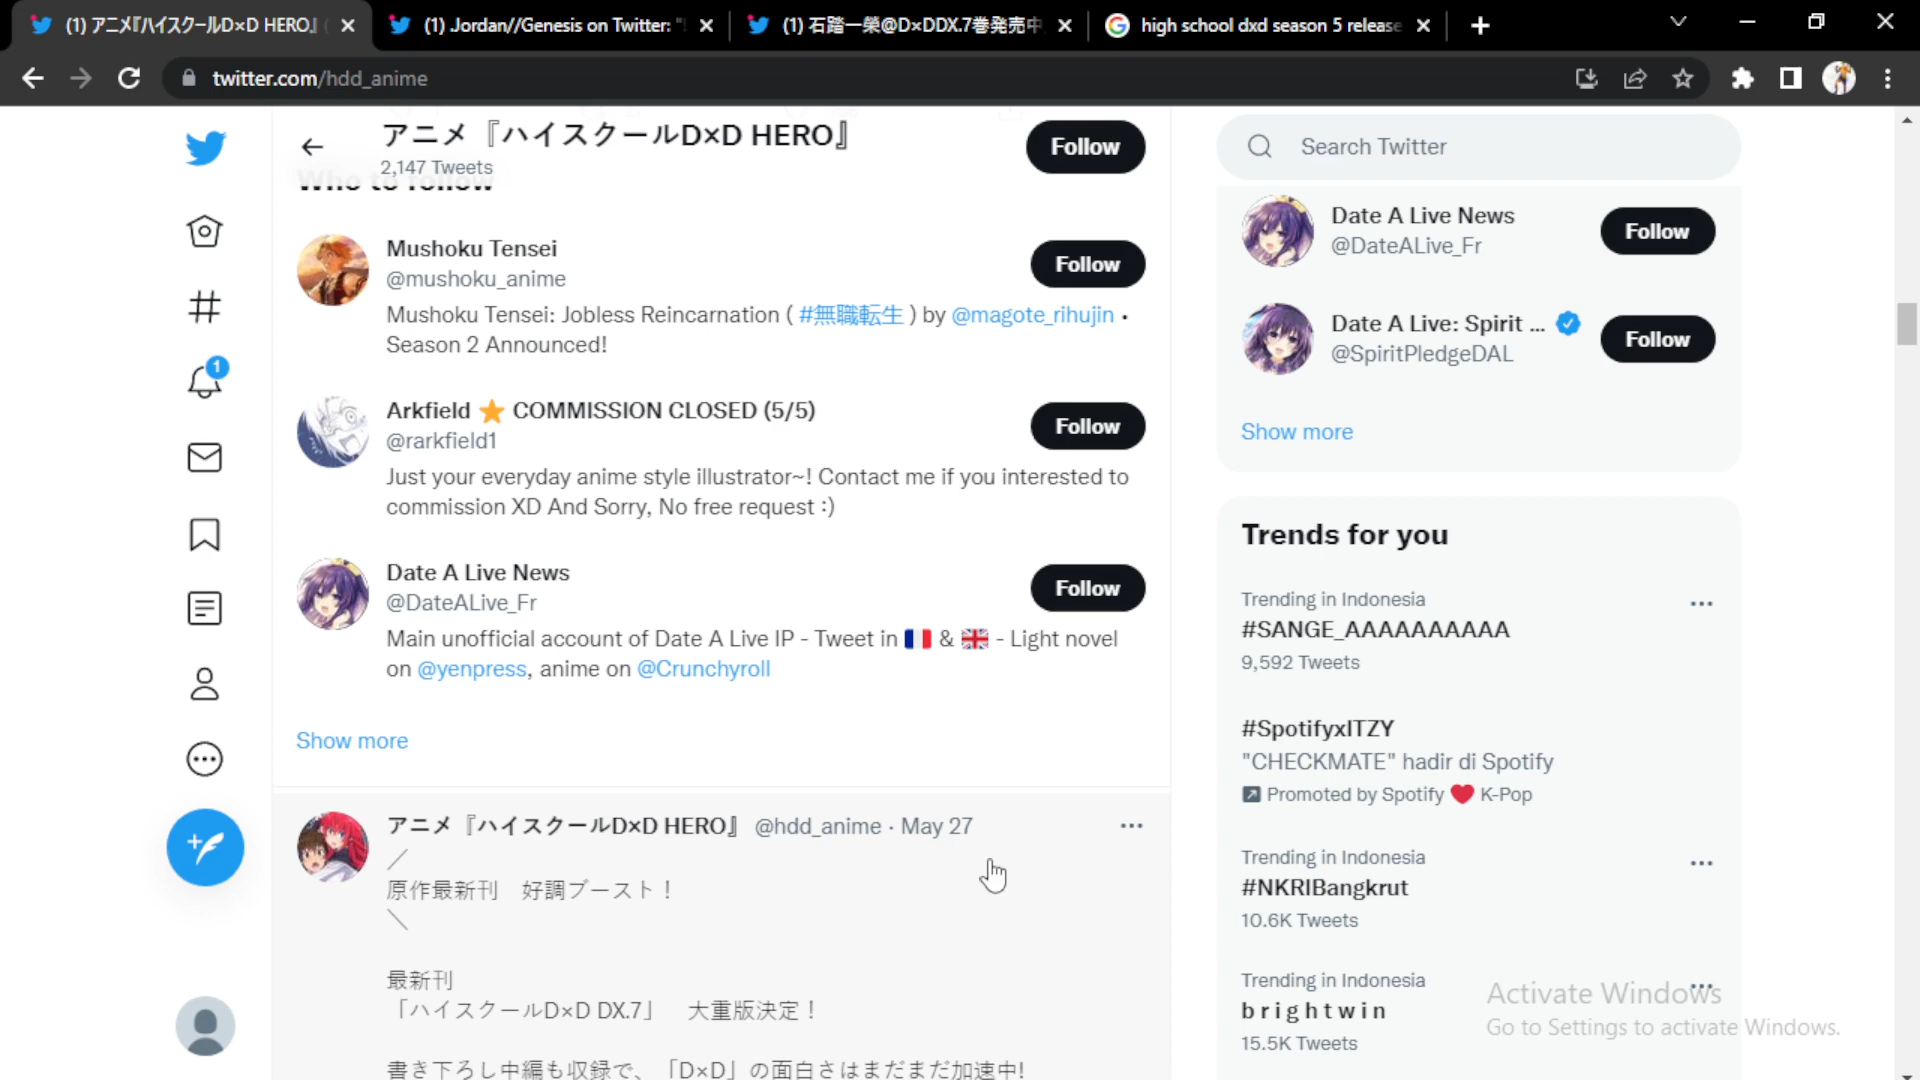 (1) アニメ『ハイスクールD×D HERO』(
(1) Jordan//Genesis on Twitter: "
(1) 石踏一榮@D×DDX.7巻発売中
high school dxd season 5 release
twitter.com/hdd_anime
アニメ『ハイスクールD×D HERO』
2,147 Tweets
Follow
Who to follow
Mushoku Tensei
@mushoku_anime
Follow
Mushoku Tensei: Jobless Reincarnation ( #無職転生 ) by @magote_rihujin •
Season 2 Announced!
Arkfield ⭐ COMMISSION CLOSED (5/5)
@rarkfield1
Follow
Just your everyday anime style illustrator~! Contact me if you interested to
commission XD And Sorry, No free request :)
Date A Live News
@DateALive_Fr
Follow
Main unofficial account of Date A Live IP - Tweet in 🇫🇷 & 🇬🇧 - Light novel
on @yenpress, anime on @Crunchyroll
Show more
アニメ『ハイスクールD×D HERO』 @hdd_anime · May 27
／
原作最新刊 好調ブースト！
＼
最新刊
「ハイスクールD×D DX.7」 大重版決定！
書き下ろし中編も収録で、「D×D」の面白さはまだまだ加速中!
1
Search Twitter
Date A Live News
@DateALive_Fr
Follow
Date A Live: Spirit ...
@SpiritPledgeDAL
Follow
Show more
Trends for you
Trending in Indonesia
#SANGE_AAAAAAAAAA
9,592 Tweets
#SpotifyxITZY
"CHECKMATE" hadir di Spotify
Promoted by Spotify ❤️ K-Pop
Trending in Indonesia
#NKRIBangkrut
10.6K Tweets
Trending in Indonesia
b r i g h t w i n
15.5K Tweets
Activate Windows
Go to Settings to activate Windows.